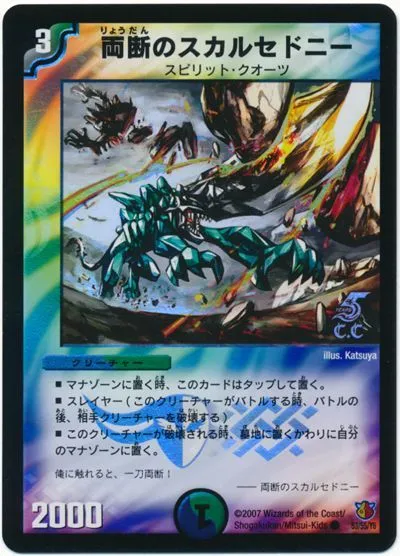 3
りょうだん
両断のスカルセドニー
スピリット・クオーツ
C.C
illus. Katsuya
クリーチャー
■ マナゾーンに置く時、このカードはタップして置く。
■ スレイヤー(このクリーチャーがバトルする時、バトルの
後、相手クリーチャーを破壊する)
■ このクリーチャーが破壊される時、墓地に置くかわりに自分
のマナゾーンに置く。
俺に触れると、一刀両断!
―― 両断のスカルセドニー
2000
1
©2007 Wizards of the Coast/
Shogakukan/Mitsui-Kids
53/55/Y6